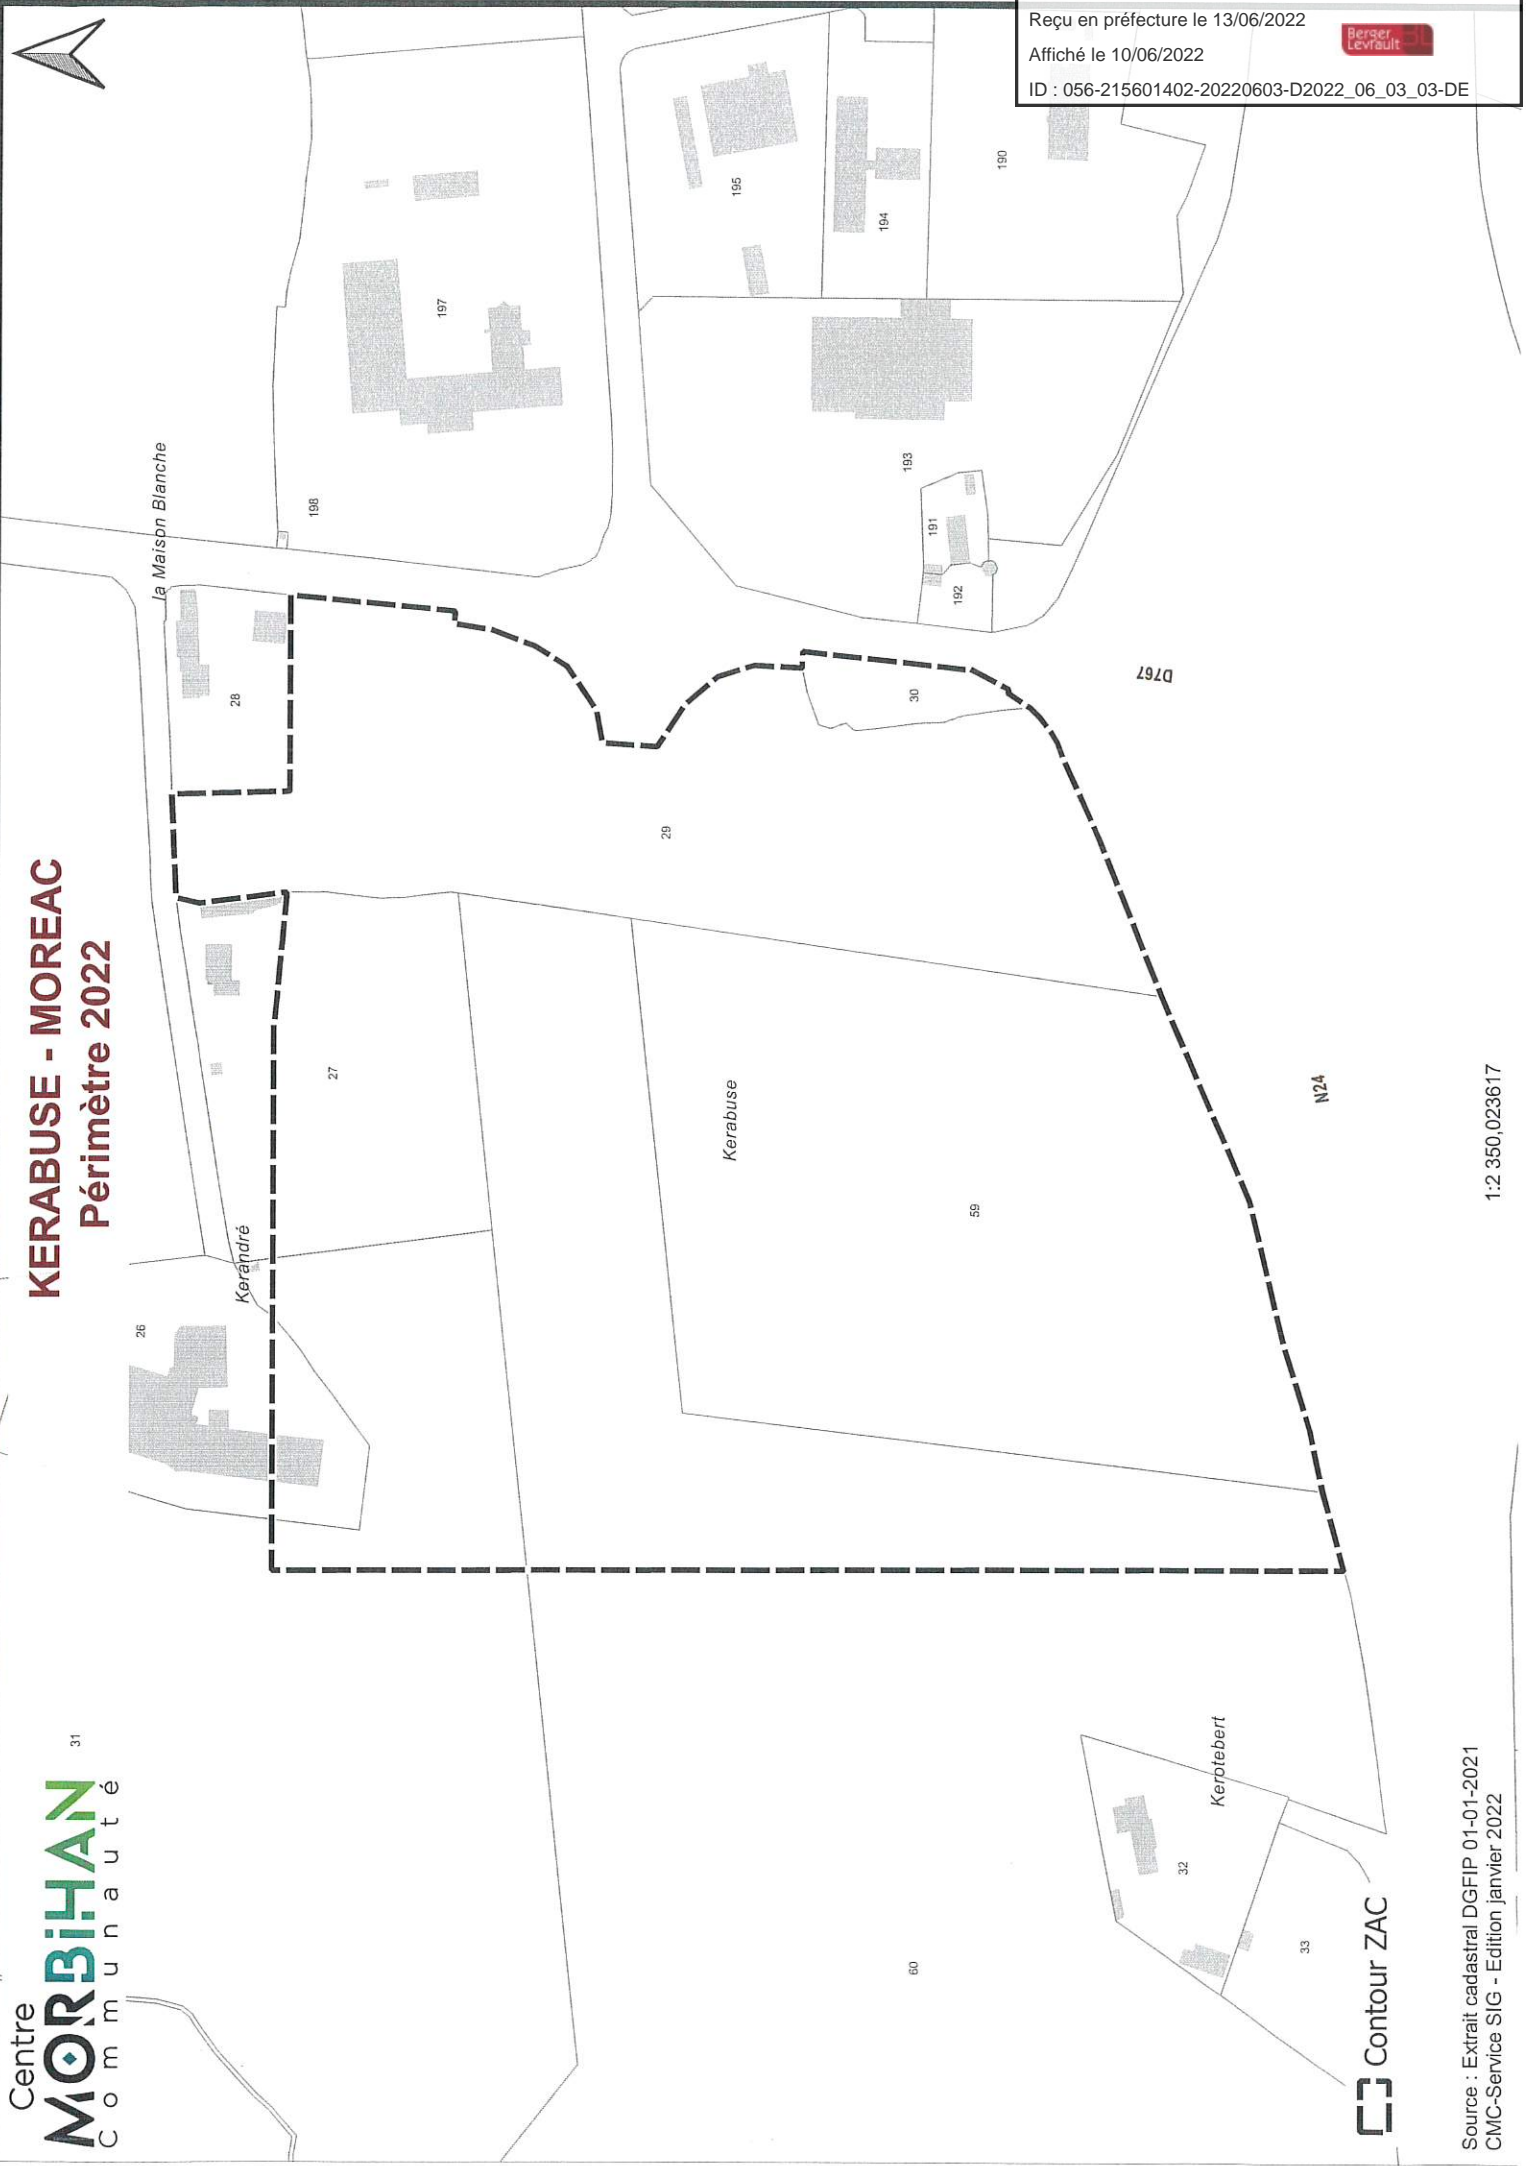 Reçu en préfecture le 13/06/2022
Affiché le 10/06/2022
ID : 056-215601402-20220603-D2022_06_03_03-DE
Berger
Levrault
Centre
MORBiHAN
Communauté
KERABUSE - MOREAC
Périmètre 2022
31
26
Kerandré
la Maison Blanche
28
198
197
195
194
190
193
191
192
27
29
30
D767
Kerabuse
59
N24
60
Kerotebert
32
33
Contour ZAC
Source : Extrait cadastral DGFIP 01-01-2021
CMC-Service SIG - Edition janvier 2022
1:2 350,023617